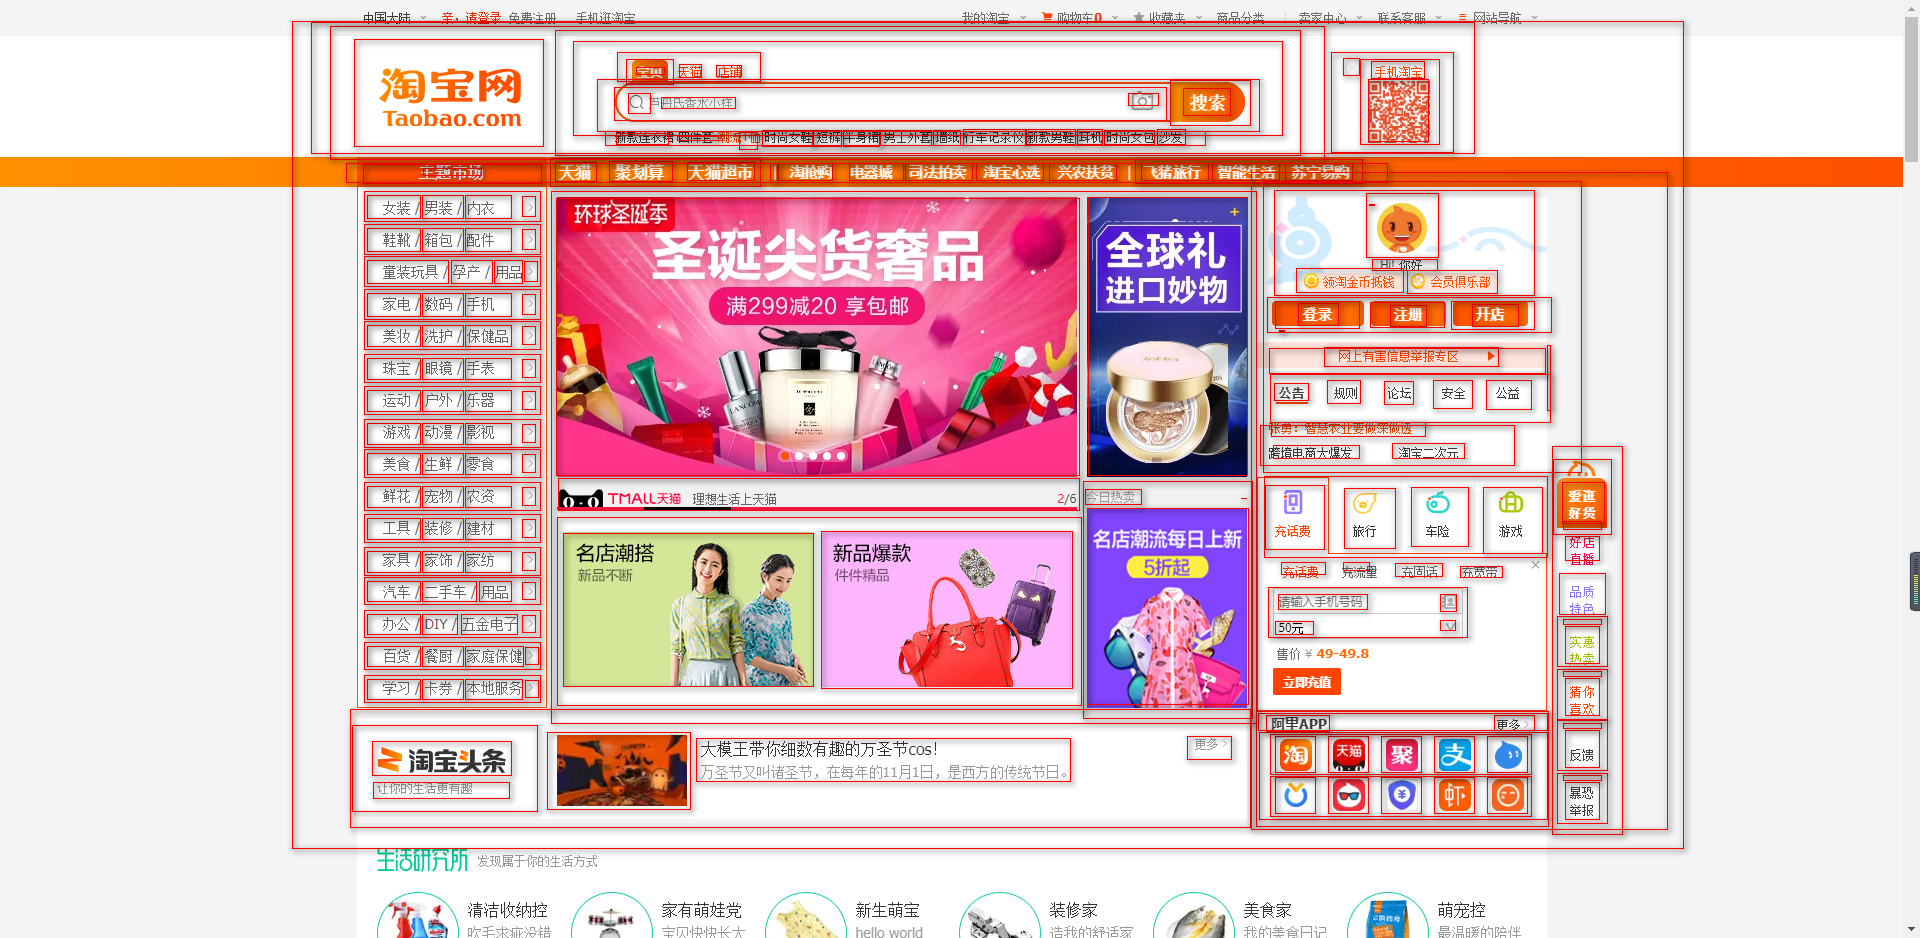 中国大陆 亲,请登录 免费注册 手机逛淘宝 我的淘宝 购物车0 收藏夹 商品分类 卖家中心 联系客服 网站导航
淘宝网
Taobao.com
宝贝 天猫 店铺
丹氏香水小样
搜索
新款连衣裙 四件套 潮流T恤 时尚女鞋 短裤 半身裙 男士外套 墙纸 行车记录仪 新款男鞋 耳机 时尚女包 沙发
手机淘宝
主题市场 天猫 聚划算 天猫超市 | 淘抢购 电器城 司法拍卖 淘宝心选 兴农扶贫 | 飞猪旅行 智能生活 苏宁易购
女装 / 男装 / 内衣
鞋靴 / 箱包 / 配件
童装玩具 / 孕产 / 用品
家电 / 数码 / 手机
美妆 / 洗护 / 保健品
珠宝 / 眼镜 / 手表
运动 / 户外 / 乐器
游戏 / 动漫 / 影视
美食 / 生鲜 / 零食
鲜花 / 宠物 / 农资
工具 / 装修 / 建材
家具 / 家饰 / 家纺
汽车 / 二手车 / 用品
办公 / DIY / 五金电子
百货 / 餐厨 / 家庭保健
学习 / 卡券 / 本地服务
环球圣诞季
圣诞尖货奢品
满299减20 享包邮
TMALL天猫 理想生活上天猫 2/6
名店潮搭
新品不断
新品爆款
件件精品
全球礼
进口妙物
今日热卖
名店潮流每日上新
5折起
Hi! 你好
领淘金币抵钱 会员俱乐部
登录 注册 开店
网上有害信息举报专区
公告 规则 论坛 安全 公益
张勇：智慧农业要做深做透
跨境电商大爆发 淘宝二次元
充话费 旅行 车险 游戏
充话费 充流量 充固话 充宽带
请输入手机号码
50元
售价 ¥ 49-49.8
立即充值
阿里APP 更多
淘 天猫 聚 支
虾
爱逛
好货
好店
直播
品质
特色
实惠
热卖
猜你
喜欢
反馈
暴恐
举报
淘宝头条
让你的生活更有趣
大模王带你细数有趣的万圣节cos！
万圣节又叫诸圣节，在每年的11月1日，是西方的传统节日。
更多
生活研究所 发现属于你的生活方式
清洁收纳控 家有萌娃党 新生萌宝 装修家 美食家 萌宠控
吹毛求疵没错 宝贝快快长大 hello world 造我的舒适家 我的美食日记 最温暖的陪伴